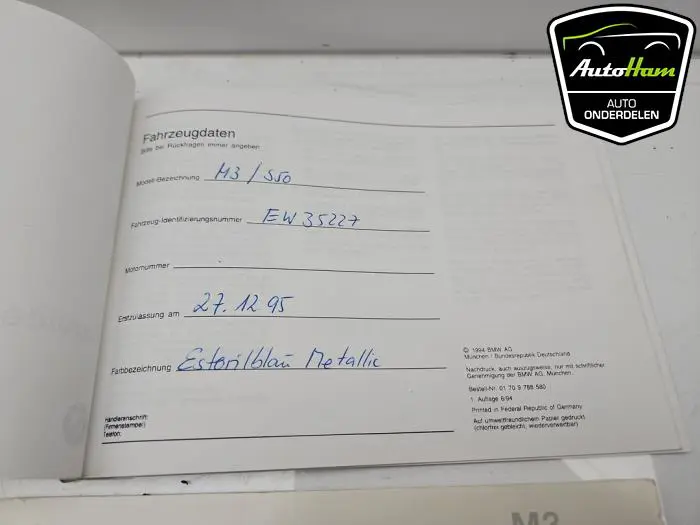 AutoHam
AUTO
ONDERDELEN
Fahrzeugdaten
Bitte bei Rückfragen immer angeben
Modell-Bezeichnung M3 / S50
Fahrzeug-Identifizierungsnummer EW35227
Motornummer
Erstzulassung am 27.12.95
Farbbezeichnung Estorilblau Metallic
Händleranschrift:
(Firmenstempel)
Telefon:
© 1994 BMW AG
München / Bundesrepublik Deutschland
Nachdruck, auch auszugsweise, nur mit schriftlicher
Genehmigung der BMW AG, München.
Bestell-Nr. 01 70 9 788 580
1. Auflage 6/94
Printed in Federal Republic of Germany
Auf umweltfreundlichem Papier gedruckt
(chlorfrei gebleicht, wiederverwertbar)
M3